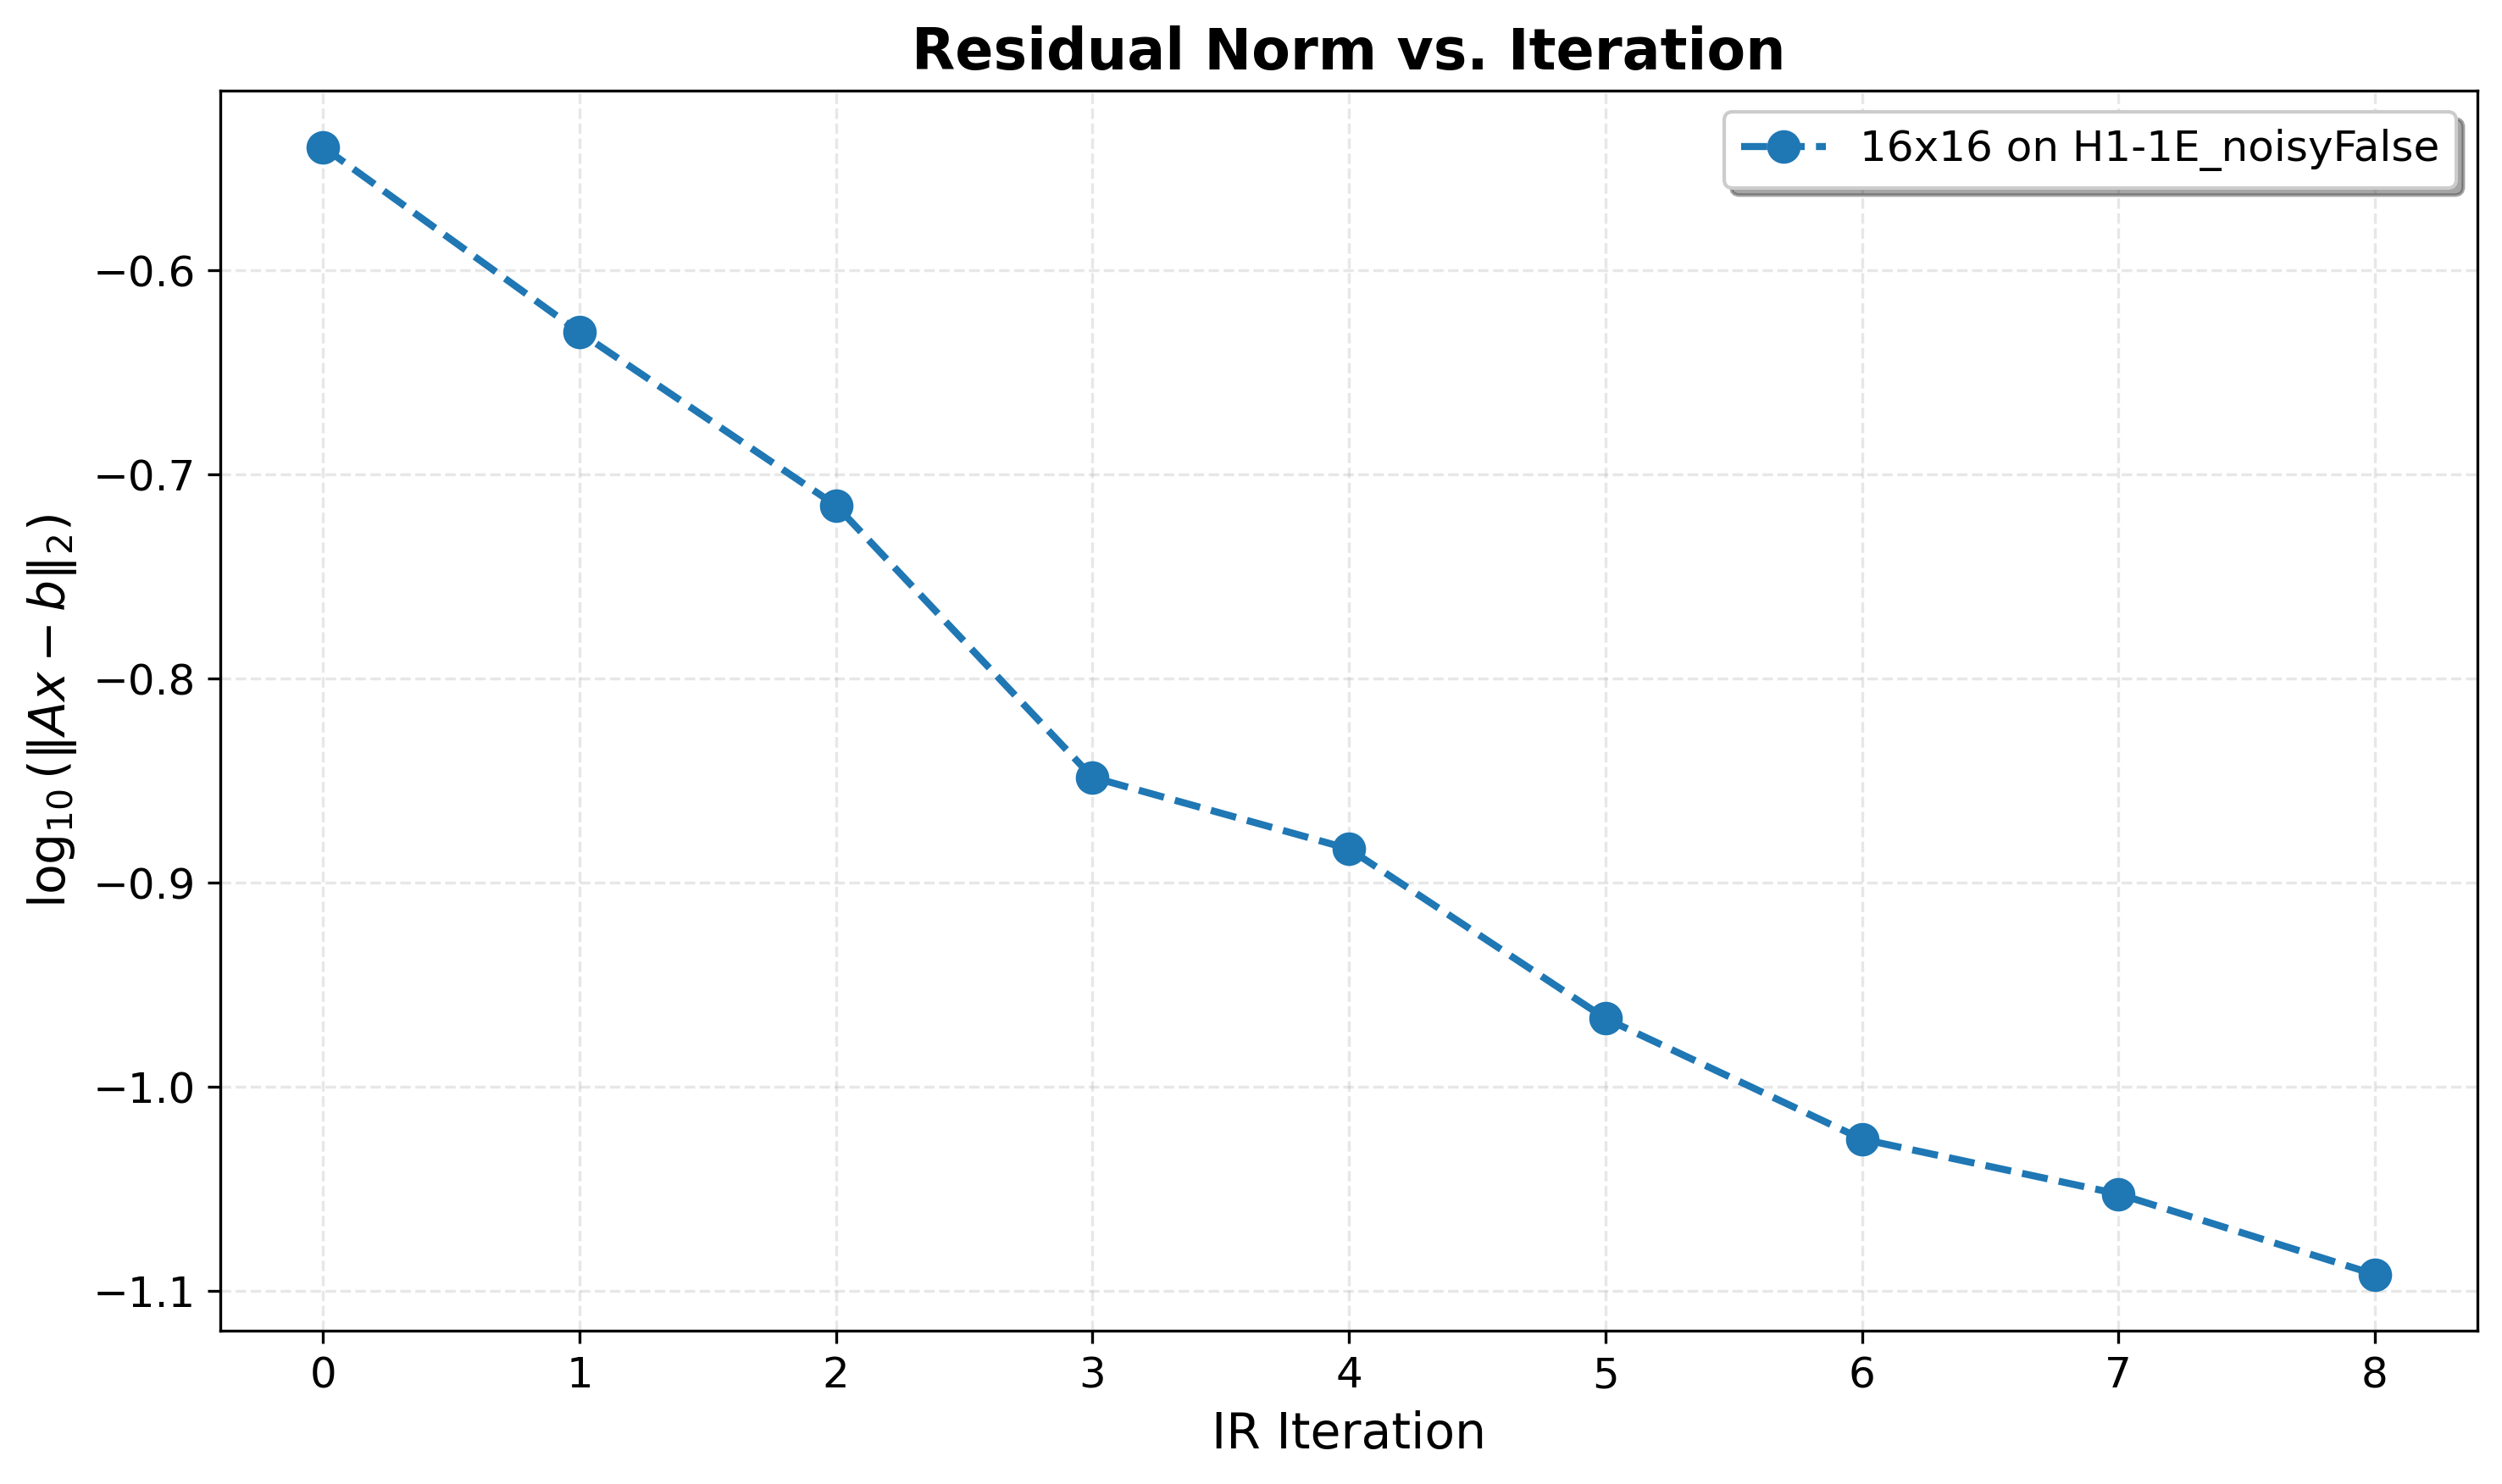 Residual Norm vs. Iteration
16x16 on H1-1E_noisyFalse
−0.6
−0.7
−0.8
−0.9
−1.0
−1.1
log₁₀ (‖Ax − b‖₂)
0 1 2 3 4 5 6 7 8
IR Iteration